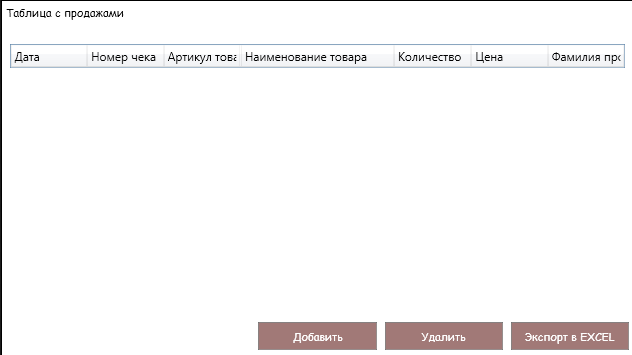 Таблица с продажами
Дата Номер чека Артикул това Наименование товара Количество Цена Фамилия про
Добавить Удалить Экспорт в EXCEL